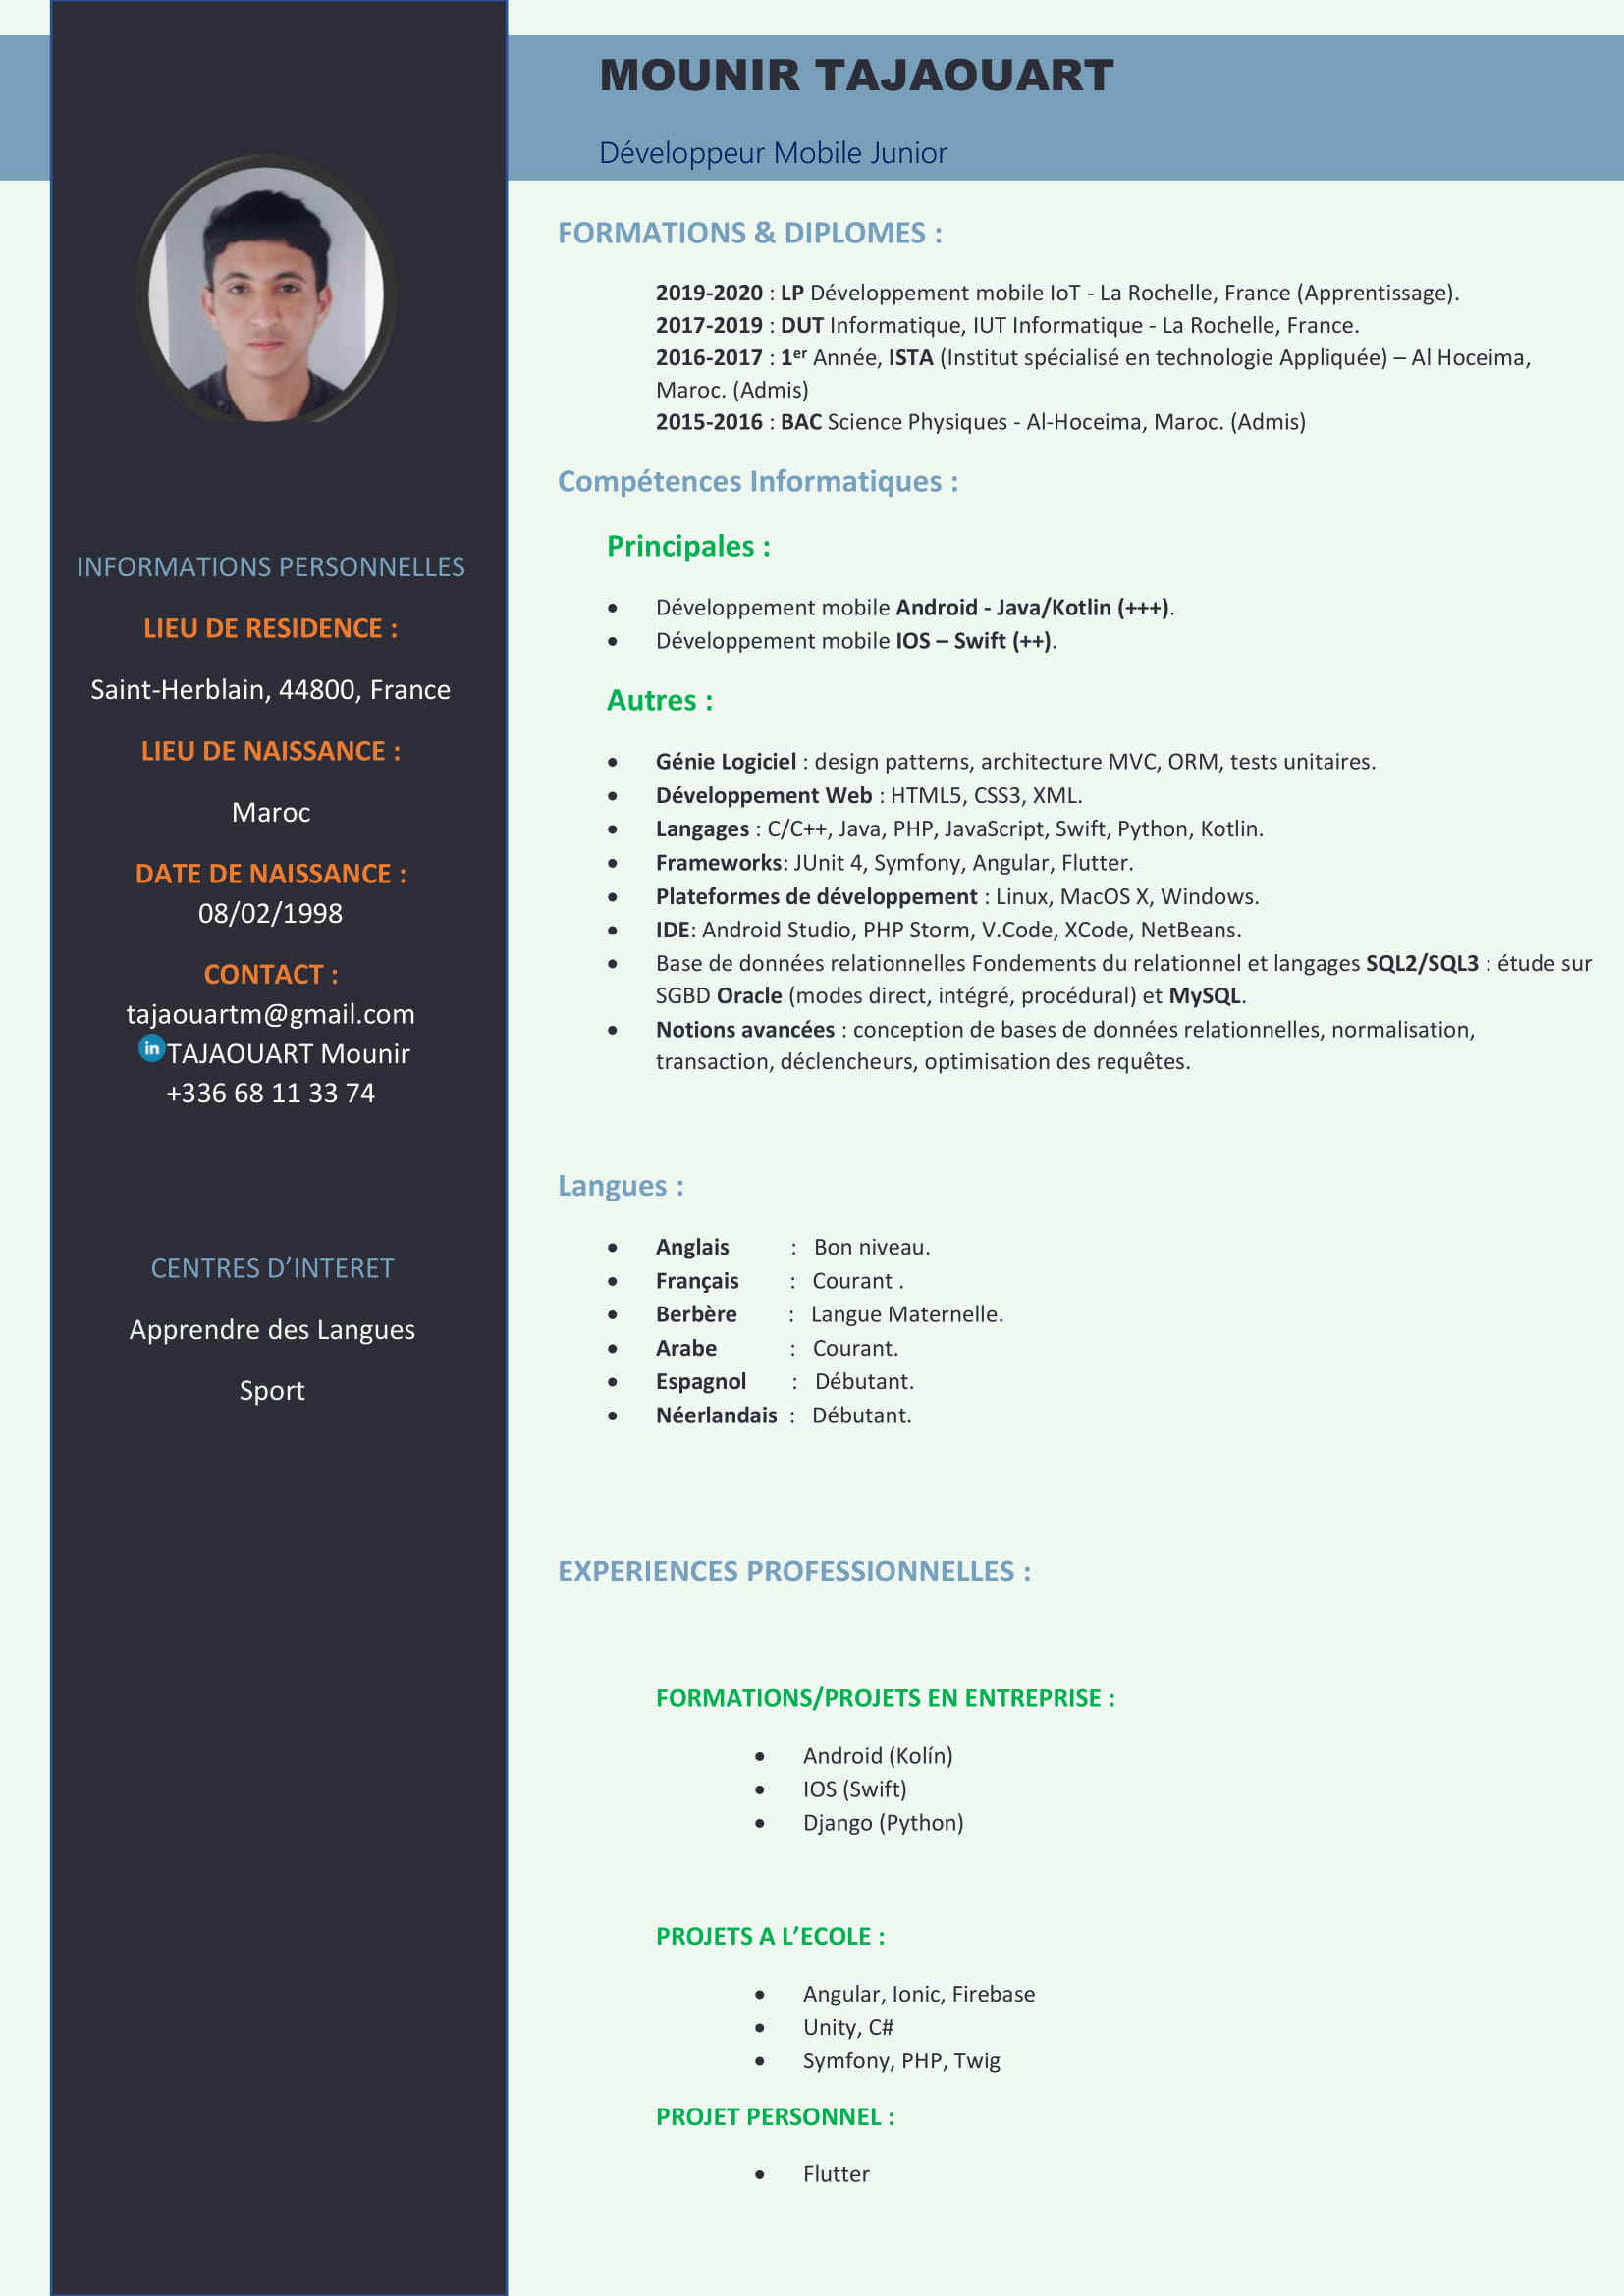 MOUNIR TAJAOUART
Développeur Mobile Junior
INFORMATIONS PERSONNELLES
LIEU DE RESIDENCE :
Saint-Herblain, 44800, France
LIEU DE NAISSANCE :
Maroc
DATE DE NAISSANCE :
08/02/1998
CONTACT :
tajaouartm@gmail.com
in TAJAOUART Mounir
+336 68 11 33 74
CENTRES D’INTERET
Apprendre des Langues
Sport
FORMATIONS & DIPLOMES :
2019-2020 : LP Développement mobile IoT - La Rochelle, France (Apprentissage).
2017-2019 : DUT Informatique, IUT Informatique - La Rochelle, France.
2016-2017 : 1er Année, ISTA (Institut spécialisé en technologie Appliquée) – Al Hoceima,
Maroc. (Admis)
2015-2016 : BAC Science Physiques - Al-Hoceima, Maroc. (Admis)
Compétences Informatiques :
Principales :
• Développement mobile Android - Java/Kotlin (+++).
• Développement mobile IOS – Swift (++).
Autres :
• Génie Logiciel : design patterns, architecture MVC, ORM, tests unitaires.
• Développement Web : HTML5, CSS3, XML.
• Langages : C/C++, Java, PHP, JavaScript, Swift, Python, Kotlin.
• Frameworks: JUnit 4, Symfony, Angular, Flutter.
• Plateformes de développement : Linux, MacOS X, Windows.
• IDE: Android Studio, PHP Storm, V.Code, XCode, NetBeans.
• Base de données relationnelles Fondements du relationnel et langages SQL2/SQL3 : étude sur
SGBD Oracle (modes direct, intégré, procédural) et MySQL.
• Notions avancées : conception de bases de données relationnelles, normalisation,
transaction, déclencheurs, optimisation des requêtes.
Langues :
• Anglais : Bon niveau.
• Français : Courant .
• Berbère : Langue Maternelle.
• Arabe : Courant.
• Espagnol : Débutant.
• Néerlandais : Débutant.
EXPERIENCES PROFESSIONNELLES :
FORMATIONS/PROJETS EN ENTREPRISE :
• Android (Kolín)
• IOS (Swift)
• Django (Python)
PROJETS A L’ECOLE :
• Angular, Ionic, Firebase
• Unity, C#
• Symfony, PHP, Twig
PROJET PERSONNEL :
• Flutter